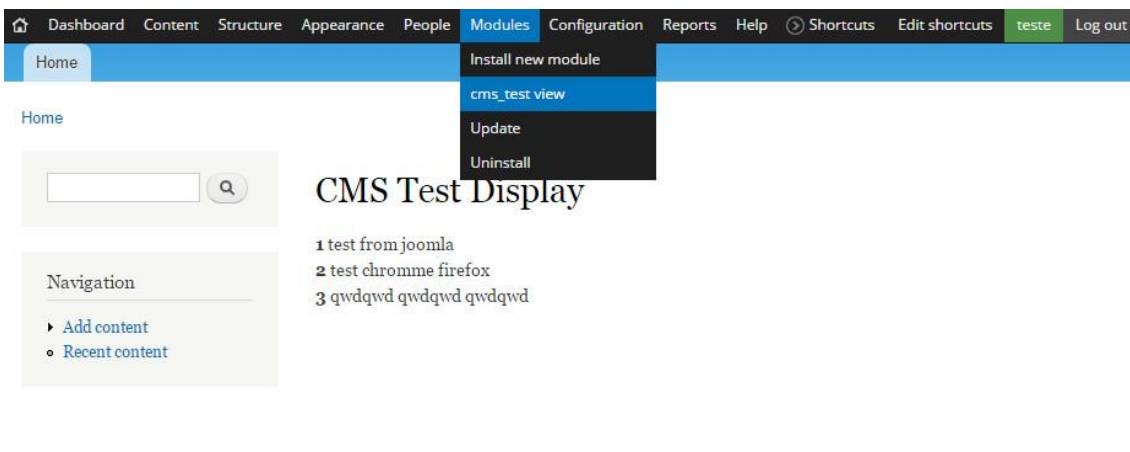 Dashboard Content Structure Appearance People Modules Configuration Reports Help Shortcuts Edit shortcuts teste Log out
Home
Install new module
cms_test view
Update
Uninstall
Home
CMS Test Display
1 test from joomla
2 test chromme firefox
3 qwdqwd qwdqwd qwdqwd
Navigation
Add content
Recent content